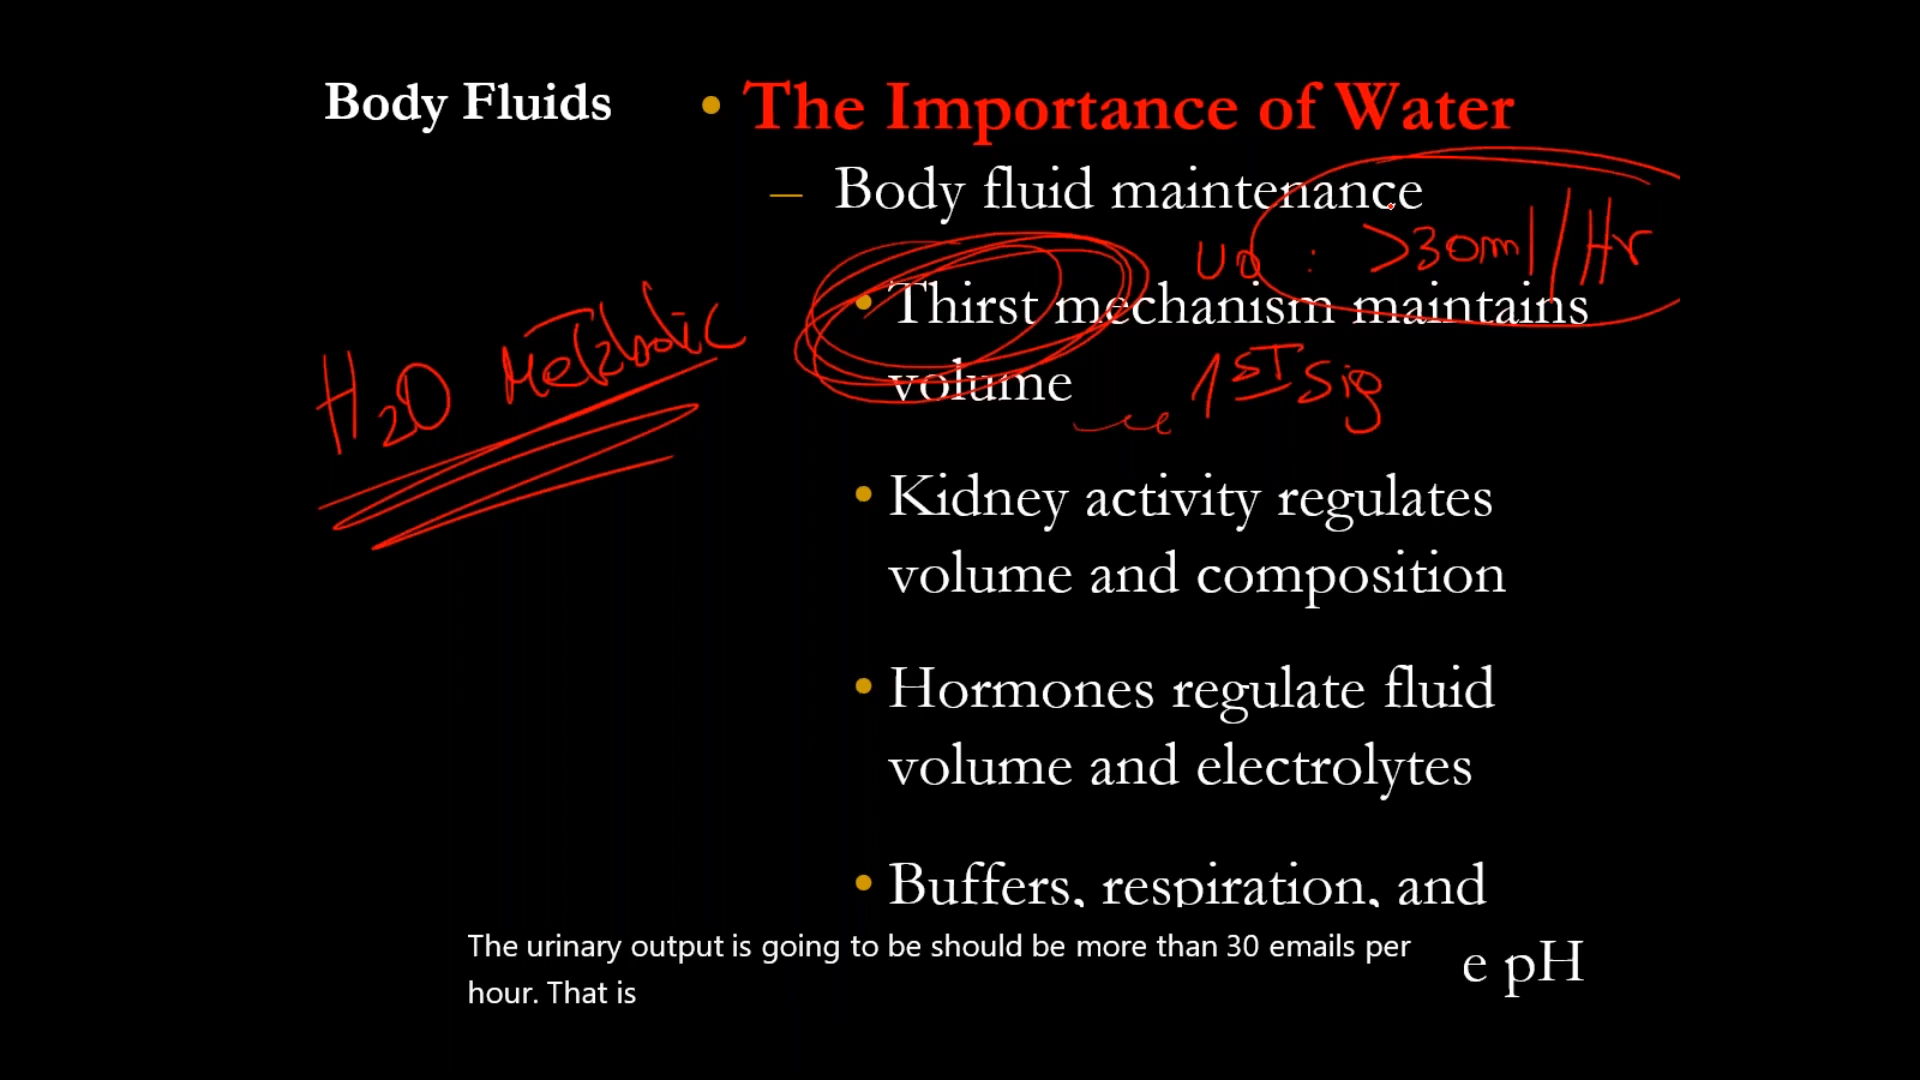 Body Fluids
• The Importance of Water
– Body fluid maintenance
UO : >30ml/Hr
• Thirst mechanism maintains
volume
1ST Sig
H2O Metabolic
• Kidney activity regulates
volume and composition
• Hormones regulate fluid
volume and electrolytes
• Buffers, respiration, and
e pH
The urinary output is going to be should be more than 30 emails per
hour. That is